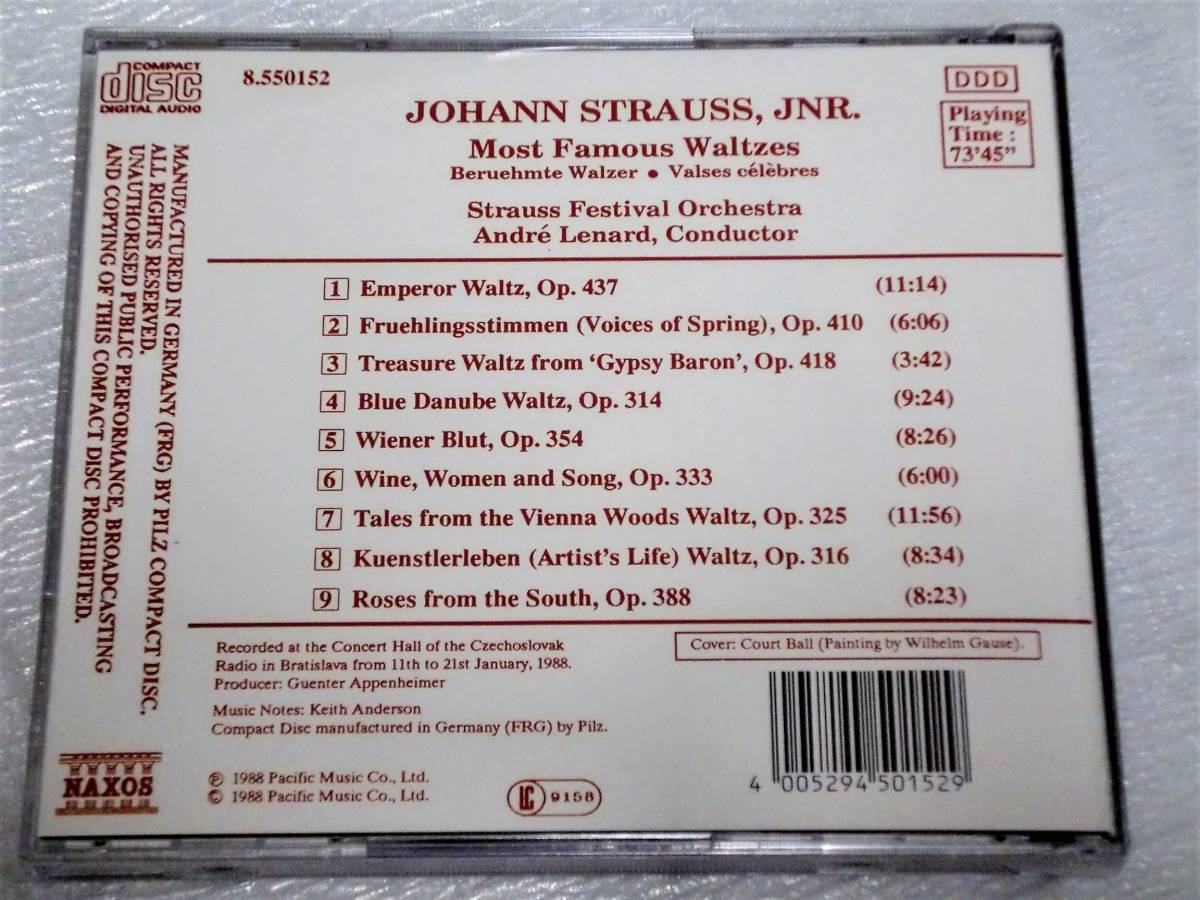 COMPACT
disc
DIGITAL AUDIO
8.550152
DDD
JOHANN STRAUSS, JNR.
Playing
Time :
73'45"
Most Famous Waltzes
Beruehmte Walzer • Valses célèbres
Strauss Festival Orchestra
André Lenard, Conductor
1 Emperor Waltz, Op. 437 (11:14)
2 Fruehlingsstimmen (Voices of Spring), Op. 410 (6:06)
3 Treasure Waltz from ‘Gypsy Baron’, Op. 418 (3:42)
4 Blue Danube Waltz, Op. 314 (9:24)
5 Wiener Blut, Op. 354 (8:26)
6 Wine, Women and Song, Op. 333 (6:00)
7 Tales from the Vienna Woods Waltz, Op. 325 (11:56)
8 Kuenstlerleben (Artist’s Life) Waltz, Op. 316 (8:34)
9 Roses from the South, Op. 388 (8:23)
MANUFACTURED IN GERMANY (FRG) BY PILZ COMPACT DISC.
ALL RIGHTS RESERVED.
UNAUTHORISED PUBLIC PERFORMANCE, BROADCASTING
AND COPYING OF THIS COMPACT DISC PROHIBITED.
Recorded at the Concert Hall of the Czechoslovak
Radio in Bratislava from 11th to 21st January, 1988.
Producer: Guenter Appenheimer
Music Notes: Keith Anderson
Compact Disc manufactured in Germany (FRG) by Pilz.
Cover: Court Ball (Painting by Wilhelm Gause).
NAXOS
℗ 1988 Pacific Music Co., Ltd.
© 1988 Pacific Music Co., Ltd.
LC 9158
4 005294 501529